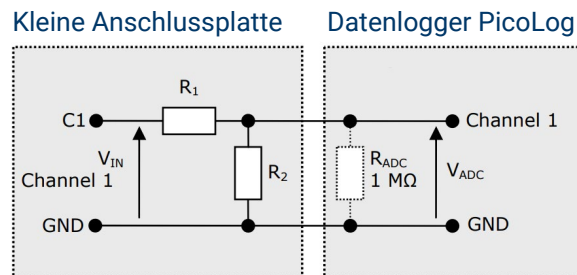 Kleine Anschlussplatte
Datenlogger PicoLog
R1
C1
Channel 1
VIN
Channel 1
R2
RADC
1 MΩ
VADC
GND
GND